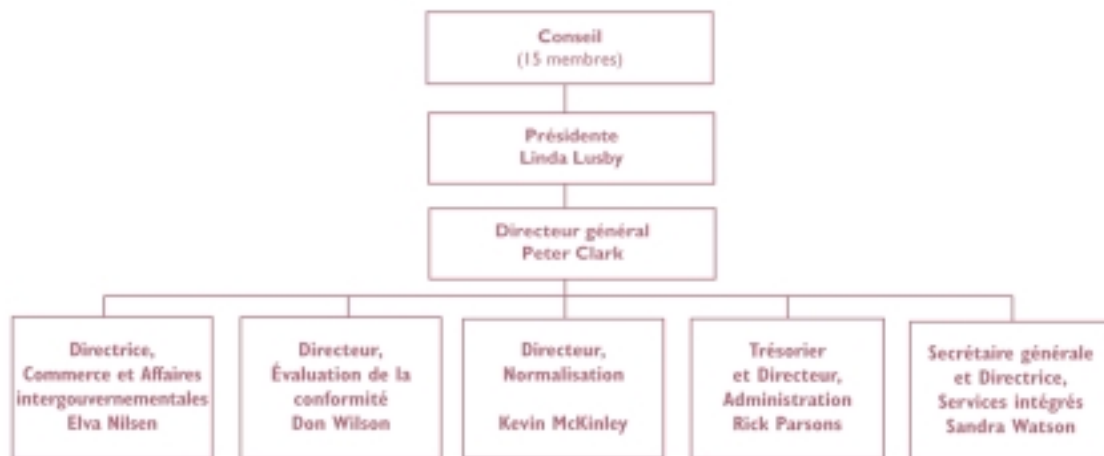 Conseil
(15 membres)
Présidente
Linda Lusby
Directeur général
Peter Clark
Directrice,
Commerce et Affaires
intergouvernementales
Elva Nilsen
Directeur,
Évaluation de la
conformité
Don Wilson
Directeur,
Normalisation
Kevin McKinley
Trésorier
et Directeur,
Administration
Rick Parsons
Secrétaire générale
et Directrice,
Services intégrés
Sandra Watson